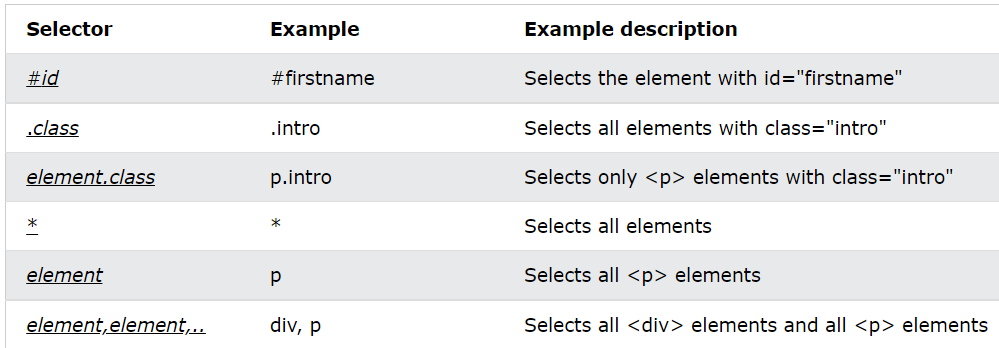 Selector Example Example description
#id #firstname Selects the element with id="firstname"
.class .intro Selects all elements with class="intro"
element.class p.intro Selects only <p> elements with class="intro"
* * Selects all elements
element p Selects all <p> elements
element,element,.. div, p Selects all <div> elements and all <p> elements